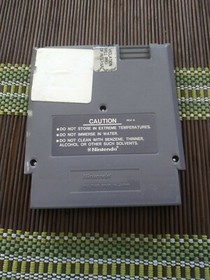 CAUTION
•DO NOT STORE IN EXTREME TEMPERATURES.
•DO NOT IMMERSE IN WATER.
•DO NOT CLEAN WITH BENZENE, THINNER,
ALCOHOL OR OTHER SUCH SOLVENTS.
Nintendo